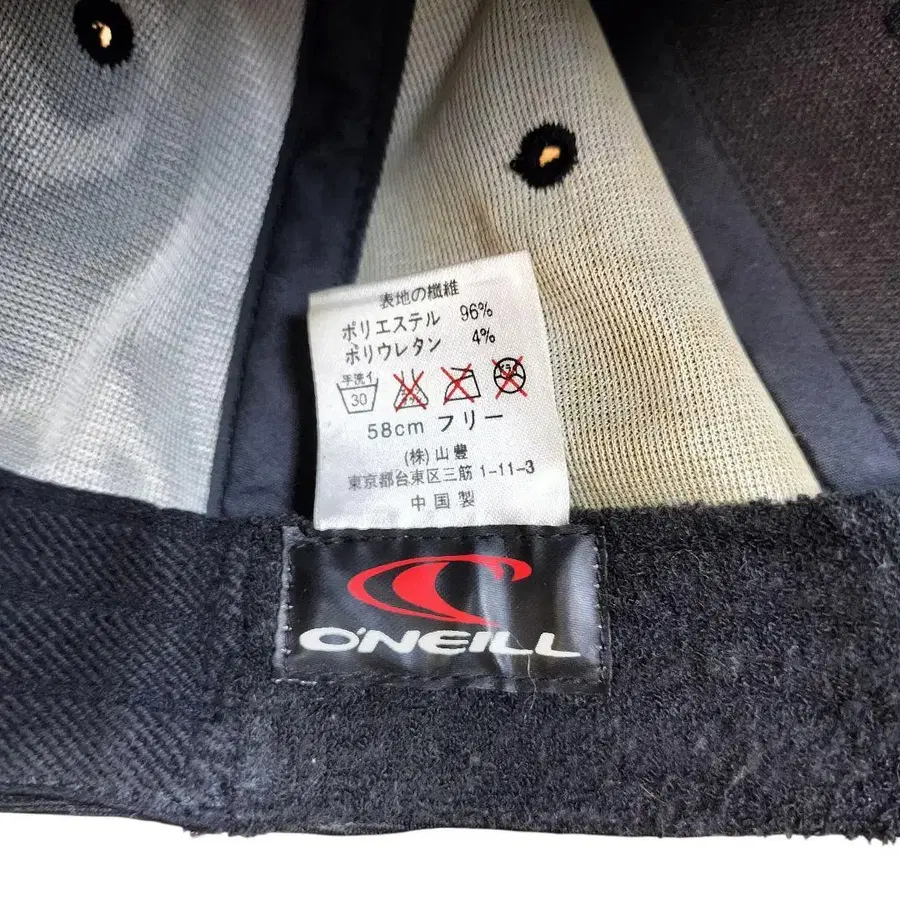 表地の繊維
ポリエステル 96%
ポリウレタン 4%
手洗イ
30
58cm フリー
(株)山豊
東京都台東区三筋1-11-3
中国製
O'NEILL